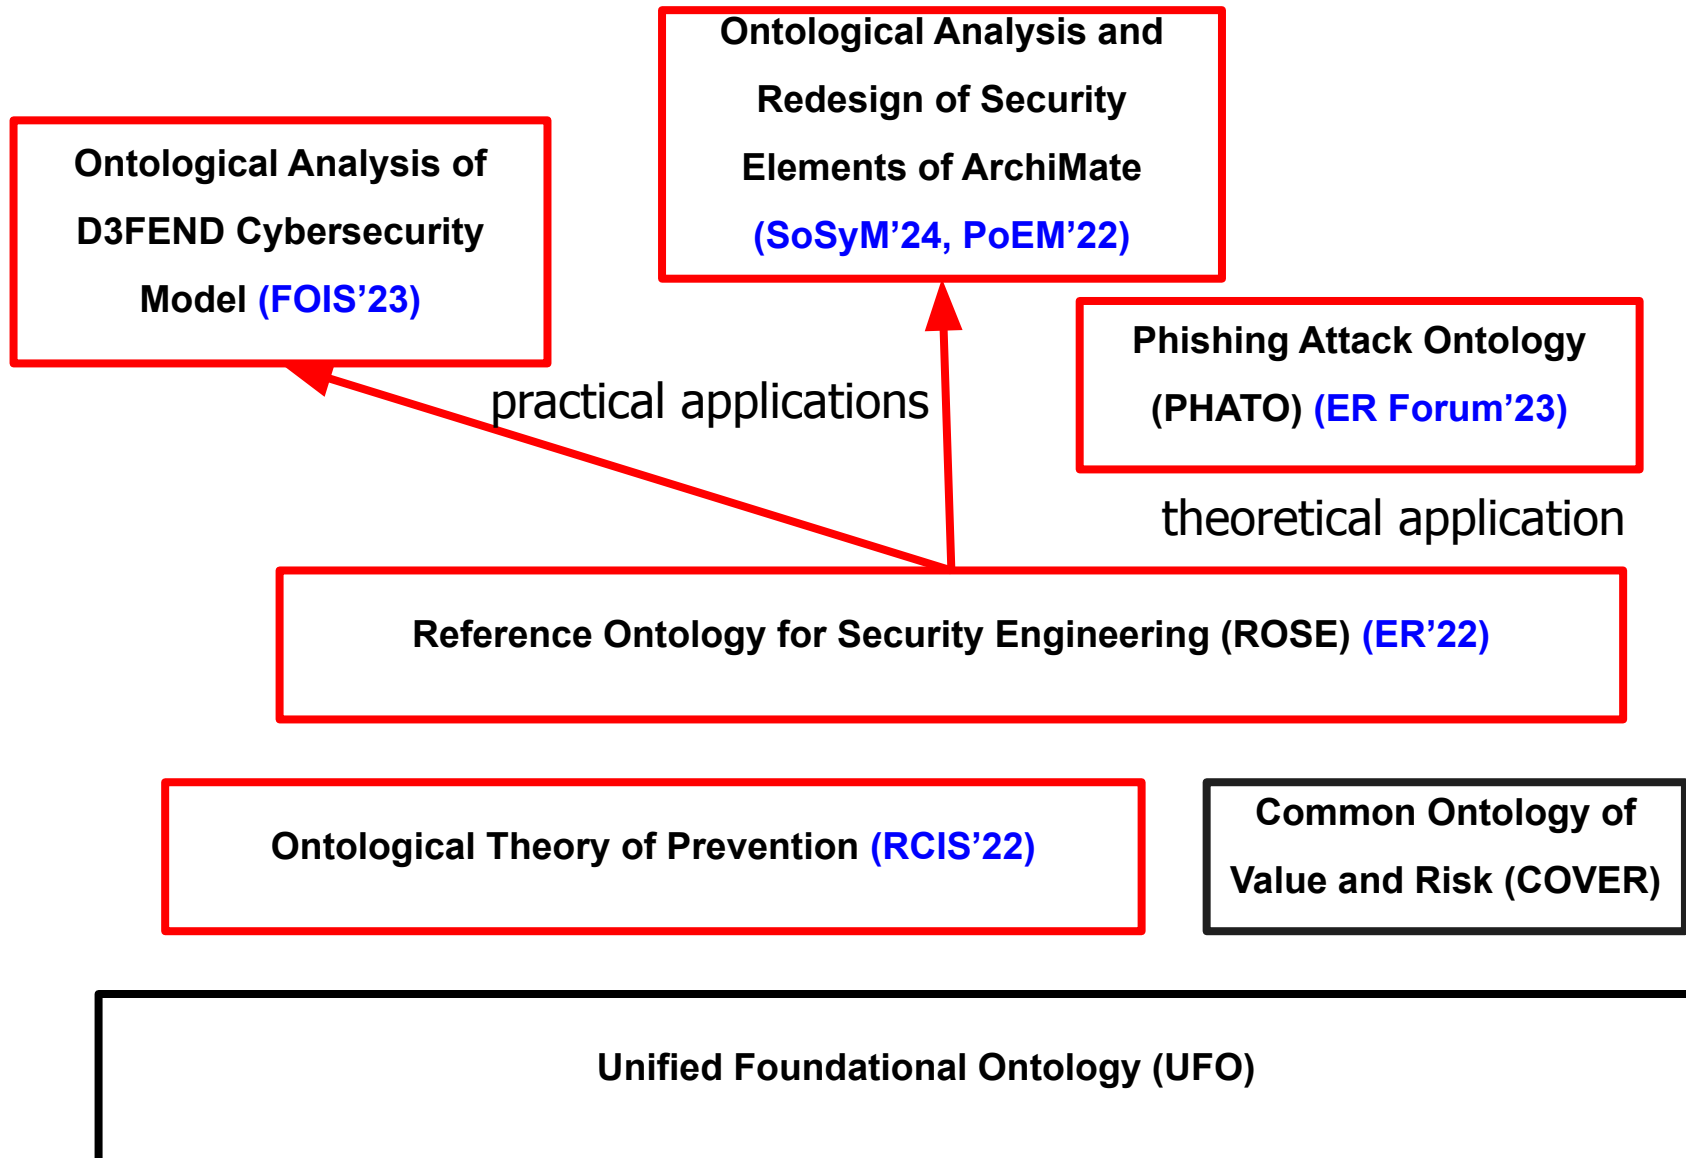 Ontological Analysis and
Redesign of Security
Elements of ArchiMate
(SoSyM’24, PoEM’22)
Ontological Analysis of
D3FEND Cybersecurity
Model (FOIS’23)
Phishing Attack Ontology
(PHATO) (ER Forum’23)
practical applications
theoretical application
Reference Ontology for Security Engineering (ROSE) (ER’22)
Ontological Theory of Prevention (RCIS’22)
Common Ontology of
Value and Risk (COVER)
Unified Foundational Ontology (UFO)